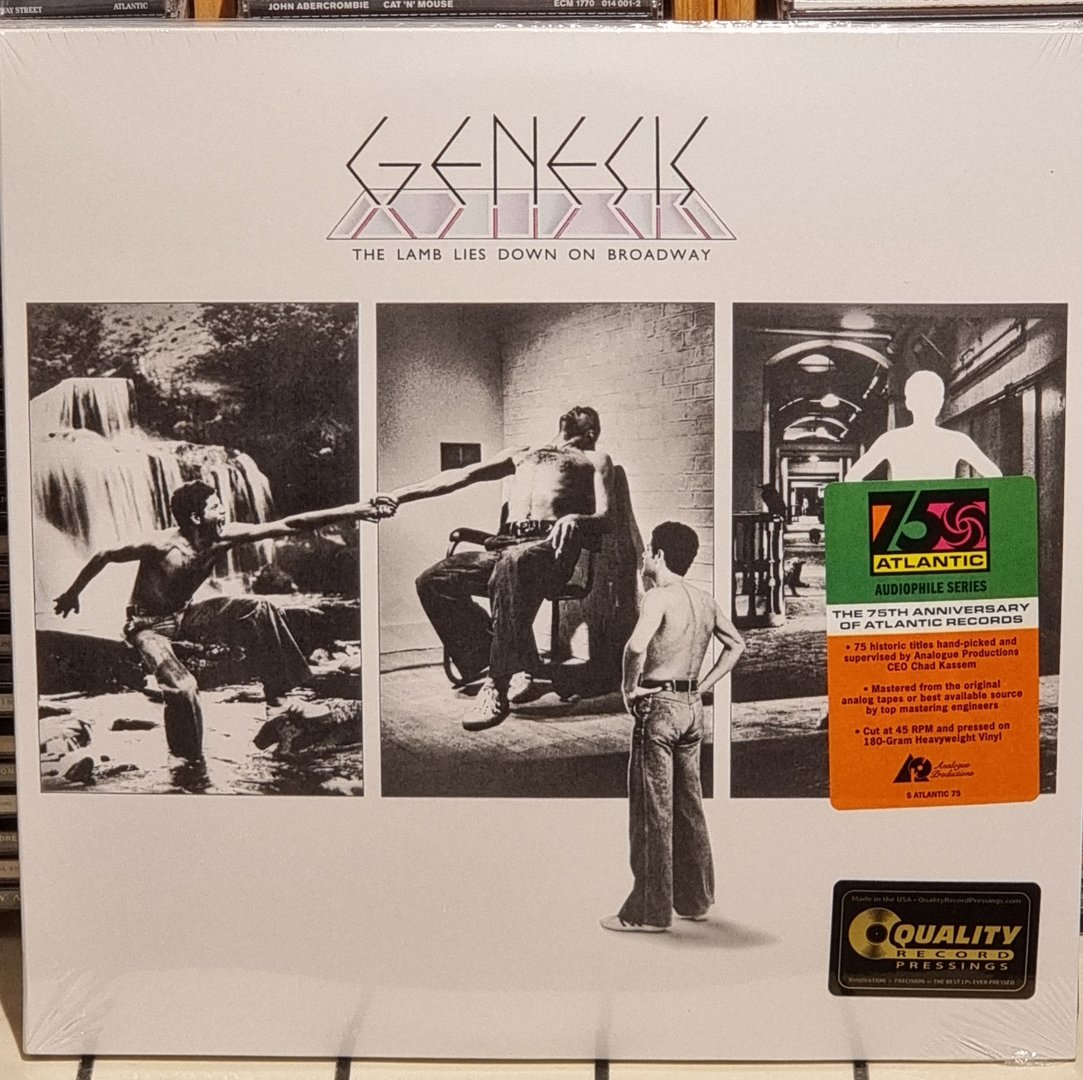 BAY STREET
ATLANTIC
JOHN ABERCROMBIE CAT 'N' MOUSE
ECM 1770 014 001-2
GENESIS
THE LAMB LIES DOWN ON BROADWAY
75
ATLANTIC
AUDIOPHILE SERIES
THE 75TH ANNIVERSARY
OF ATLANTIC RECORDS
• 75 historic titles hand-picked and
supervised by Analogue Productions
CEO Chad Kassem
• Mastered from the original
analog tapes or best available source
by top mastering engineers
• Cut at 45 RPM and pressed on
180-Gram Heavyweight Vinyl
Analogue
Productions
S ATLANTIC 75
Made in the USA • QualityRecordPressings.com
QUALITY
RECORD
PRESSINGS
INNOVATION • PRECISION • THE BEST LPs EVER PRESSED